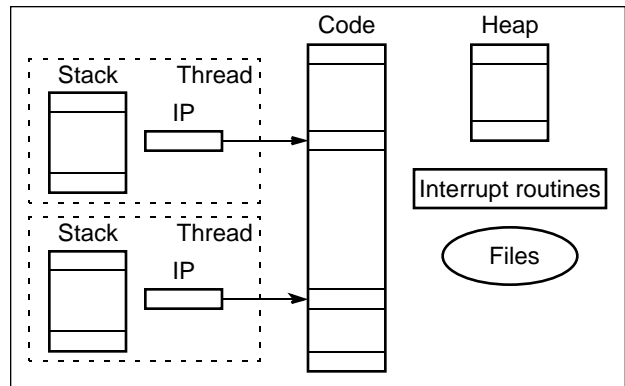 Code
Heap
Stack
Thread
IP
Interrupt routines
Stack
Thread
Files
IP